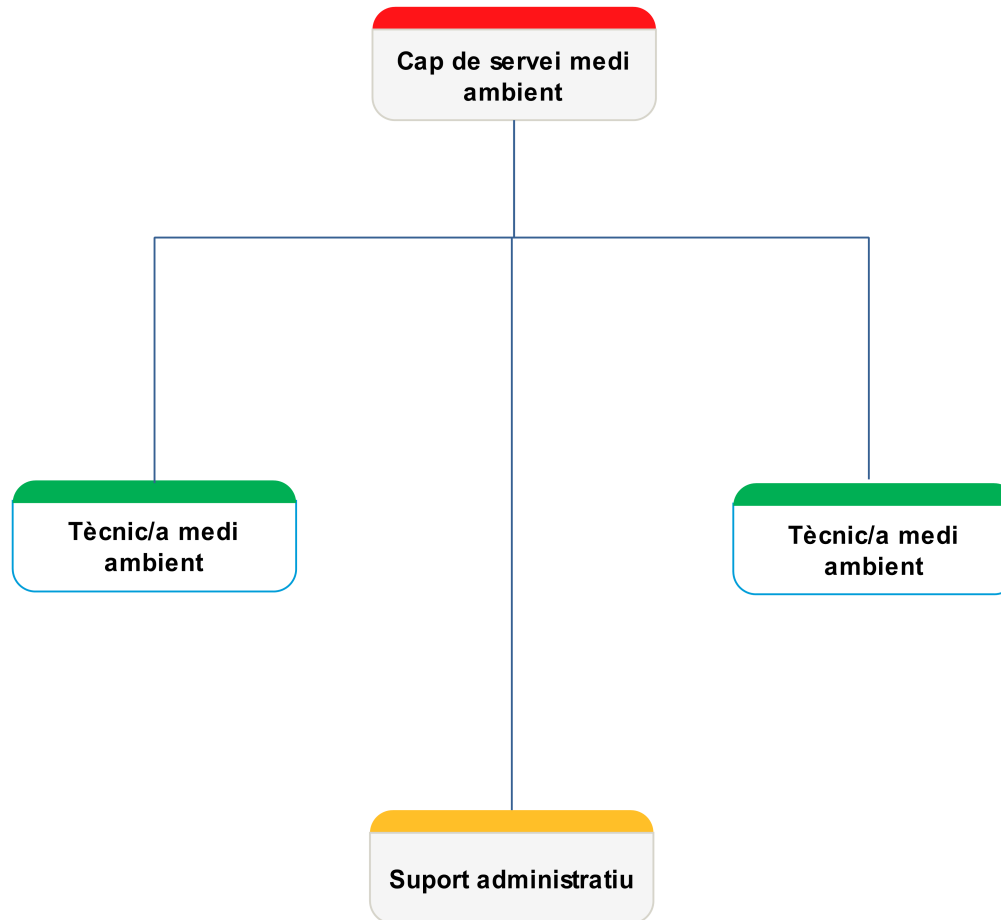 Cap de servei medi
ambient
Tècnic/a medi
ambient
Tècnic/a medi
ambient
Suport administratiu